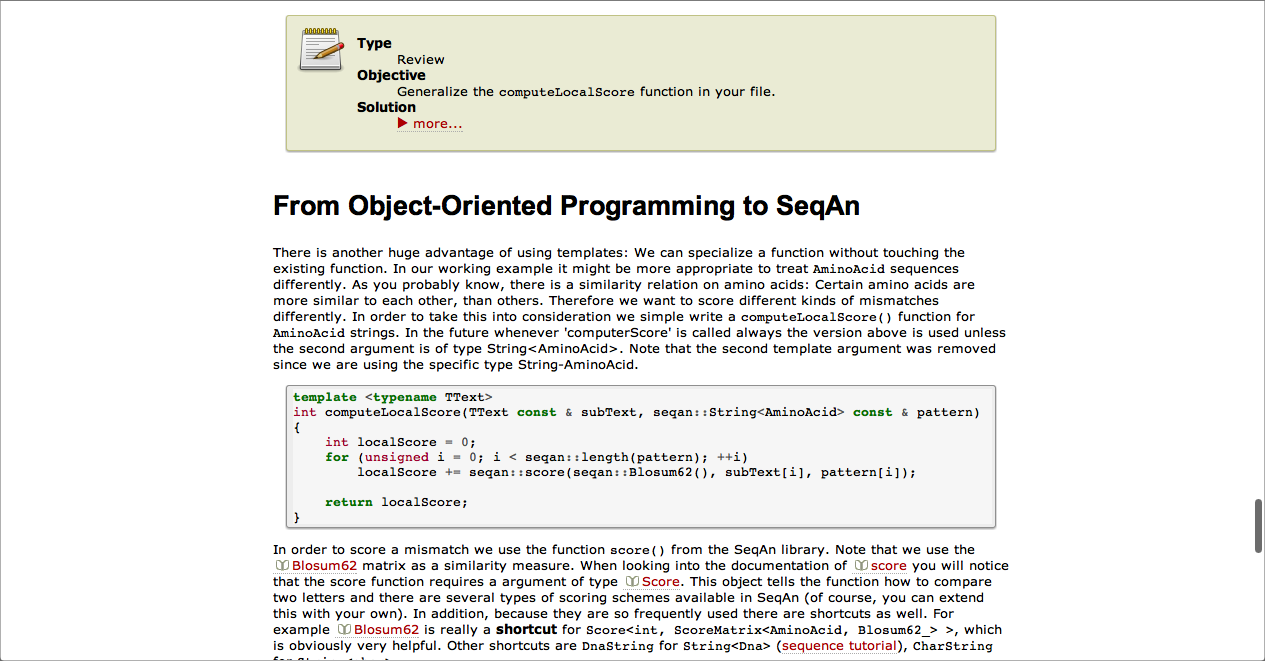 Type
Review
Objective
Generalize the computeLocalScore function in your file.
Solution
more...
From Object-Oriented Programming to SeqAn
There is another huge advantage of using templates: We can specialize a function without touching the
existing function. In our working example it might be more appropriate to treat AminoAcid sequences
differently. As you probably know, there is a similarity relation on amino acids: Certain amino acids are
more similar to each other, than others. Therefore we want to score different kinds of mismatches
differently. In order to take this into consideration we simple write a computeLocalScore() function for
AminoAcid strings. In the future whenever 'computerScore' is called always the version above is used unless
the second argument is of type String<AminoAcid>. Note that the second template argument was removed
since we are using the specific type String-AminoAcid.
template <typename TText>
int computeLocalScore(TText const & subText, seqan::String<AminoAcid> const & pattern)
{
    int localScore = 0;
    for (unsigned i = 0; i < seqan::length(pattern); ++i)
        localScore += seqan::score(seqan::Blosum62(), subText[i], pattern[i]);
    return localScore;
}
In order to score a mismatch we use the function score() from the SeqAn library. Note that we use the
Blosum62 matrix as a similarity measure. When looking into the documentation of score you will notice
that the score function requires a argument of type Score. This object tells the function how to compare
two letters and there are several types of scoring schemes available in SeqAn (of course, you can extend
this with your own). In addition, because they are so frequently used there are shortcuts as well. For
example Blosum62 is really a shortcut for Score<int, ScoreMatrix<AminoAcid, Blosum62_> >, which
is obviously very helpful. Other shortcuts are DnaString for String<Dna> (sequence tutorial), CharString